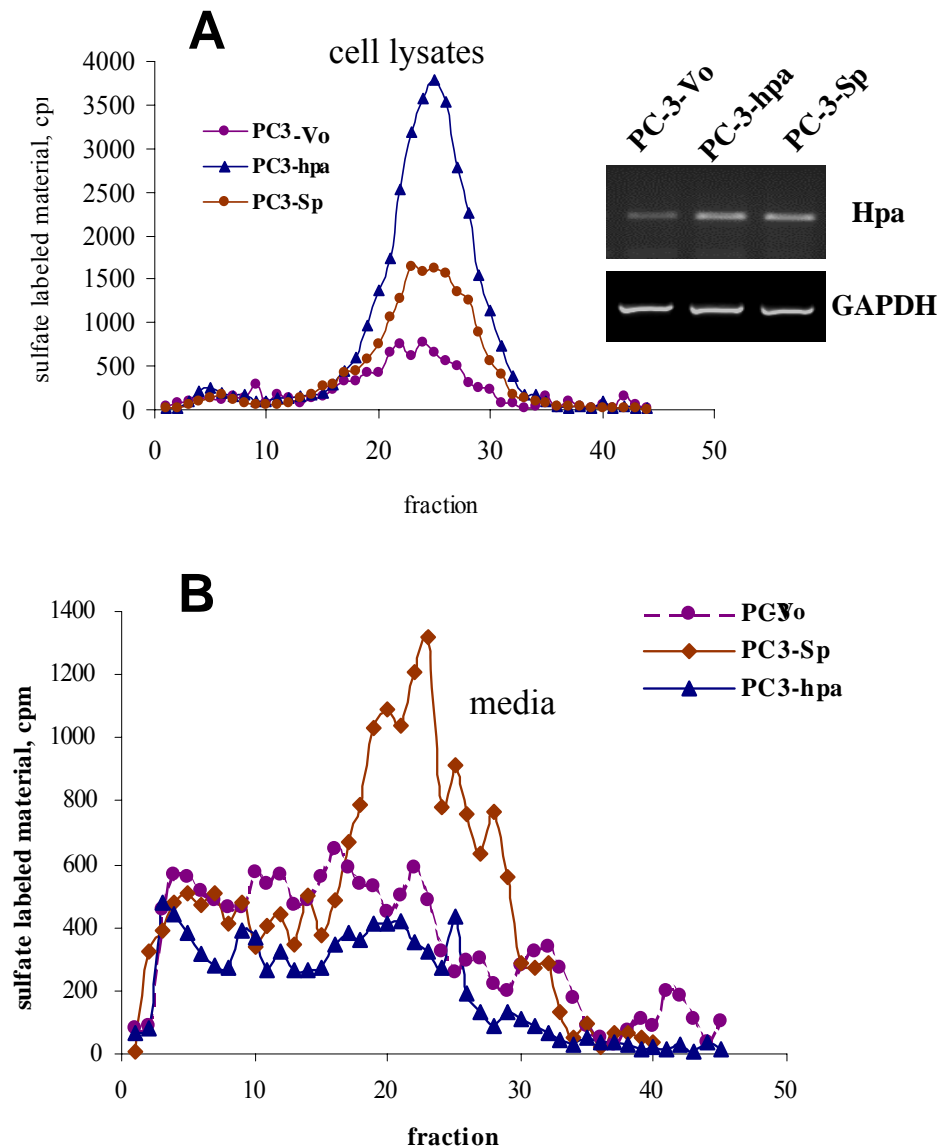 A
cell lysates
sulfate labeled material, cp
4000
3500
3000
2500
2000
1500
1000
500
0
PC3-Vo
PC3-hpa
PC3-Sp
0
10
20
30
40
50
fraction
PC-3-Vo
PC-3-hpa
PC-3-Sp
Hpa
GAPDH
B
media
sulfate labeled material, cpm
1400
1200
1000
800
600
400
200
0
PC3-Vo
PC3-Sp
PC3-hpa
0
10
20
30
40
50
fraction